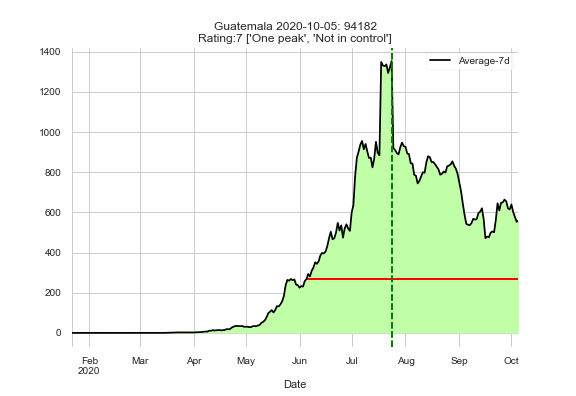 Guatemala 2020-10-05: 94182
Rating:7 ['One peak', 'Not in control']
Average-7d
1400
1200
1000
800
600
400
200
0
Feb Mar Apr May Jun Jul Aug Sep Oct
2020
Date